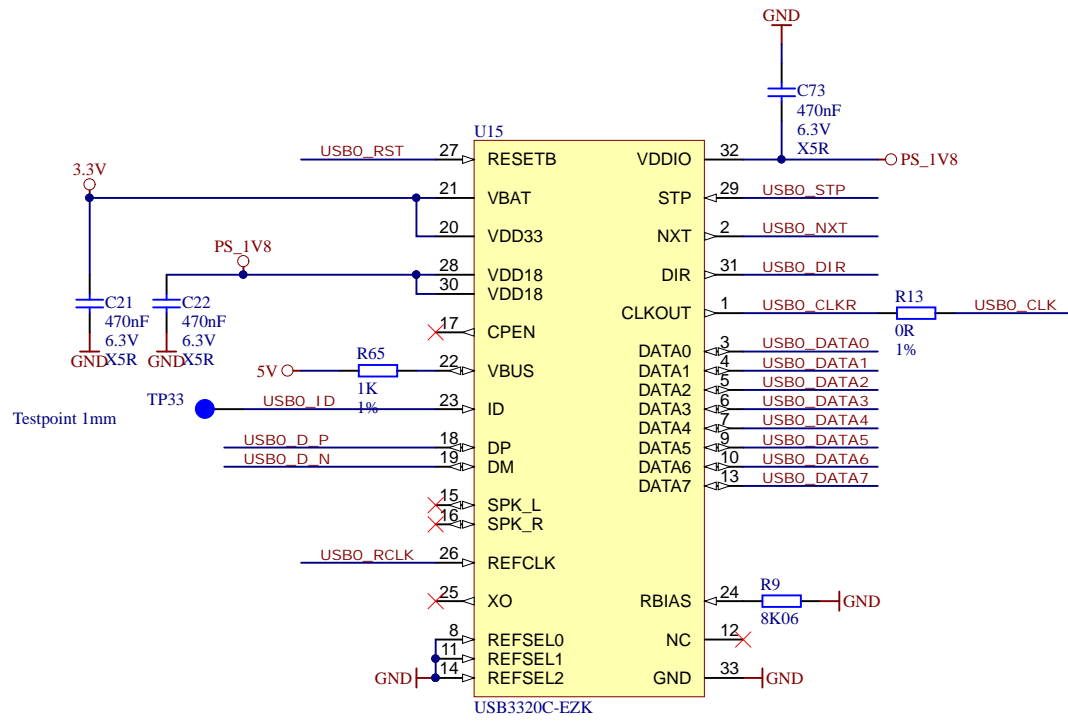 GND
C73
470nF
6.3V
X5R
U15
USB0_RST
27
RESETB
VDDIO
32
PS_1V8
3.3V
21
VBAT
STP
29
USB0_STP
20
VDD33
NXT
2
USB0_NXT
PS_1V8
28
VDD18
DIR
31
USB0_DIR
30
VDD18
C21
470nF
6.3V
X5R
GND
C22
470nF
6.3V
X5R
GND
CLKOUT
1
USB0_CLKR
R13
0R
1%
USB0_CLK
17
CPEN
DATA0
3
USB0_DATA0
5V
R65
1K
1%
22
VBUS
DATA1
4
USB0_DATA1
DATA2
5
USB0_DATA2
TP33
Testpoint 1mm
USB0_ID
23
ID
DATA3
6
USB0_DATA3
DATA4
7
USB0_DATA4
USB0_D_P
18
DP
DATA5
9
USB0_DATA5
USB0_D_N
19
DM
DATA6
10
USB0_DATA6
DATA7
13
USB0_DATA7
15
SPK_L
16
SPK_R
USB0_RCLK
26
REFCLK
25
XO
RBIAS
24
R9
8K06
GND
8
REFSEL0
NC
12
11
REFSEL1
GND
14
REFSEL2
GND
33
GND
USB3320C-EZK